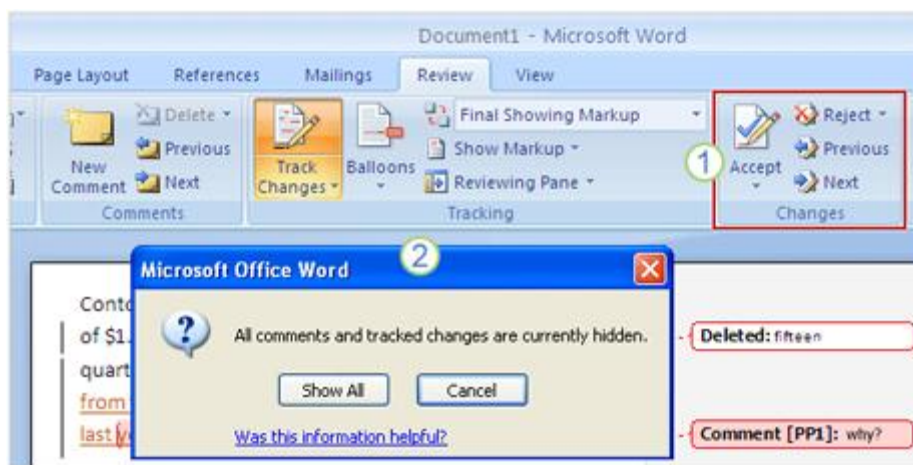 Document1 - Microsoft Word
Page Layout References Mailings Review View
New Comment
Delete
Previous
Next
Comments
Track Changes
Balloons
Final Showing Markup
Show Markup
Reviewing Pane
Tracking
1
Accept
Reject
Previous
Next
Changes
2
Microsoft Office Word
All comments and tracked changes are currently hidden.
Show All Cancel
Was this information helpful?
of $1.
from
last
Deleted: fifteen
Comment [PP1]: why?